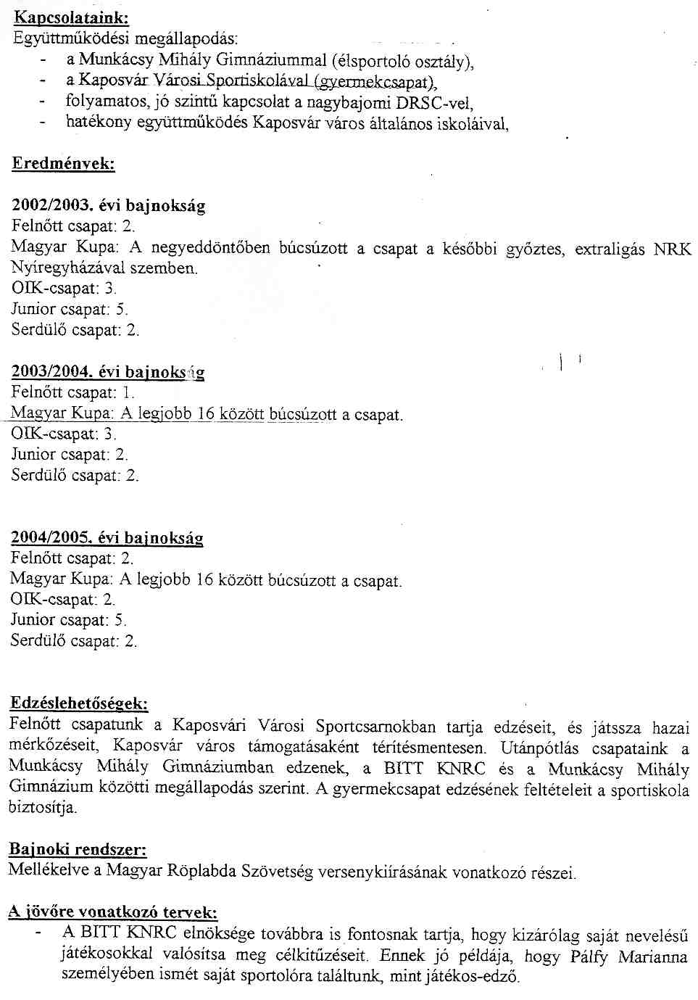 Kapcsolataink:
Együttműködési megállapodás:
- a Munkácsy Mihály Gimnáziummal (élsportoló osztály),
- a Kaposvár Városi Sportiskolával (gyermekcsapat),
- folyamatos, jó szintű kapcsolat a nagybajomi DRSC-vel,
- hatékony együttműködés Kaposvár város általános iskoláival,
Eredmények:
2002/2003. évi bajnokság
Felnőtt csapat: 2.
Magyar Kupa: A negyeddöntőben búcsúzott a csapat a későbbi győztes, extraligás NRK
Nyíregyházával szemben.
OIK-csapat: 3.
Junior csapat: 5.
Serdülő csapat: 2.
2003/2004. évi bajnokság
Felnőtt csapat: 1.
Magyar Kupa: A legjobb 16 között búcsúzott a csapat.
OIK-csapat: 3.
Junior csapat: 2.
Serdülő csapat: 2.
2004/2005. évi bajnokság
Felnőtt csapat: 2.
Magyar Kupa: A legjobb 16 között búcsúzott a csapat.
OIK-csapat: 2.
Junior csapat: 5.
Serdülő csapat: 2.
Edzéslehetőségek:
Felnőtt csapatunk a Kaposvári Városi Sportcsarnokban tartja edzéseit, és játssza hazai
mérkőzéseit, Kaposvár város támogatásaként térítésmentesen. Utánpótlás csapataink a
Munkácsy Mihály Gimnáziumban edzenek, a BITT KNRC és a Munkácsy Mihály
Gimnázium közötti megállapodás szerint. A gyermekcsapat edzésének feltételeit a sportiskola
biztosítja.
Bajnoki rendszer:
Mellékelve a Magyar Röplabda Szövetség versenykiírásának vonatkozó részei.
A jövőre vonatkozó tervek:
- A BITT KNRC elnöksége továbbra is fontosnak tartja, hogy kizárólag saját nevelésű
játékosokkal valósítsa meg célkitűzéseit. Ennek jó példája, hogy Pálfy Marianna
személyében ismét saját sportolóra találtunk, mint játékos-edző.